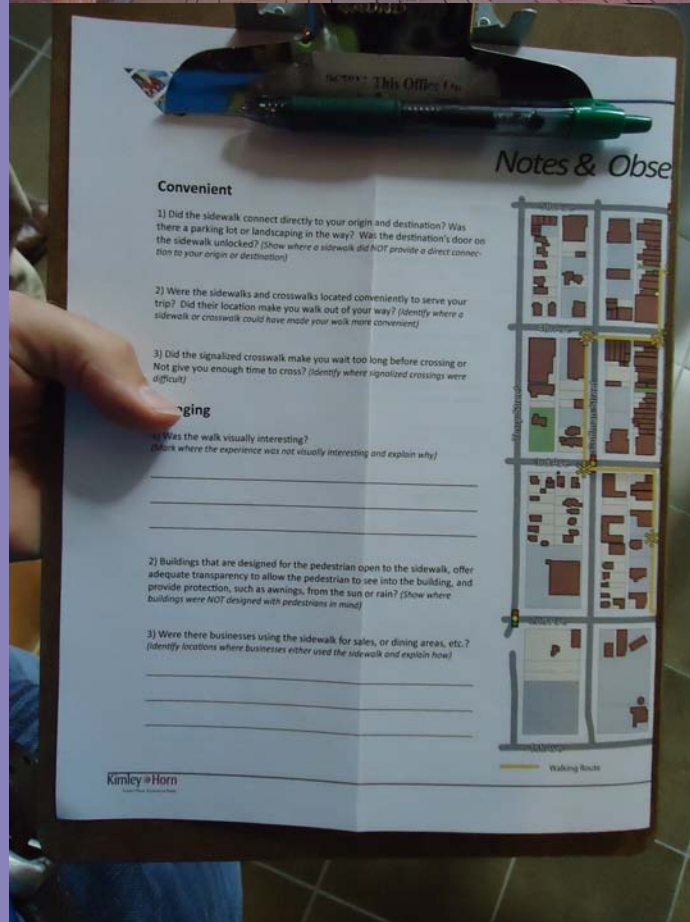 This Office
Notes & Obse
Convenient
1) Did the sidewalk connect directly to your origin and destination? Was
there a parking lot or landscaping in the way? Was the destination's door on
the sidewalk unlocked? (Show where a sidewalk did NOT provide a direct connec-
tion to your origin or destination)
2) Were the sidewalks and crosswalks located conveniently to serve your
trip? Did their location make you walk out of your way? (Identify where a
sidewalk or crosswalk could have made your walk more convenient)
3) Did the signalized crosswalk make you wait too long before crossing or
Not give you enough time to cross? (Identify where signalized crossings were
difficult)
ging
1) Was the walk visually interesting?
(Mark where the experience was not visually interesting and explain why)
2) Buildings that are designed for the pedestrian open to the sidewalk, offer
adequate transparency to allow the pedestrian to see into the building, and
provide protection, such as awnings, from the sun or rain? (Show where
buildings were NOT designed with pedestrians in mind)
3) Were there businesses using the sidewalk for sales, or dining areas, etc.?
(Identify locations where businesses either used the sidewalk and explain how)
Walking Route
Kimley Horn